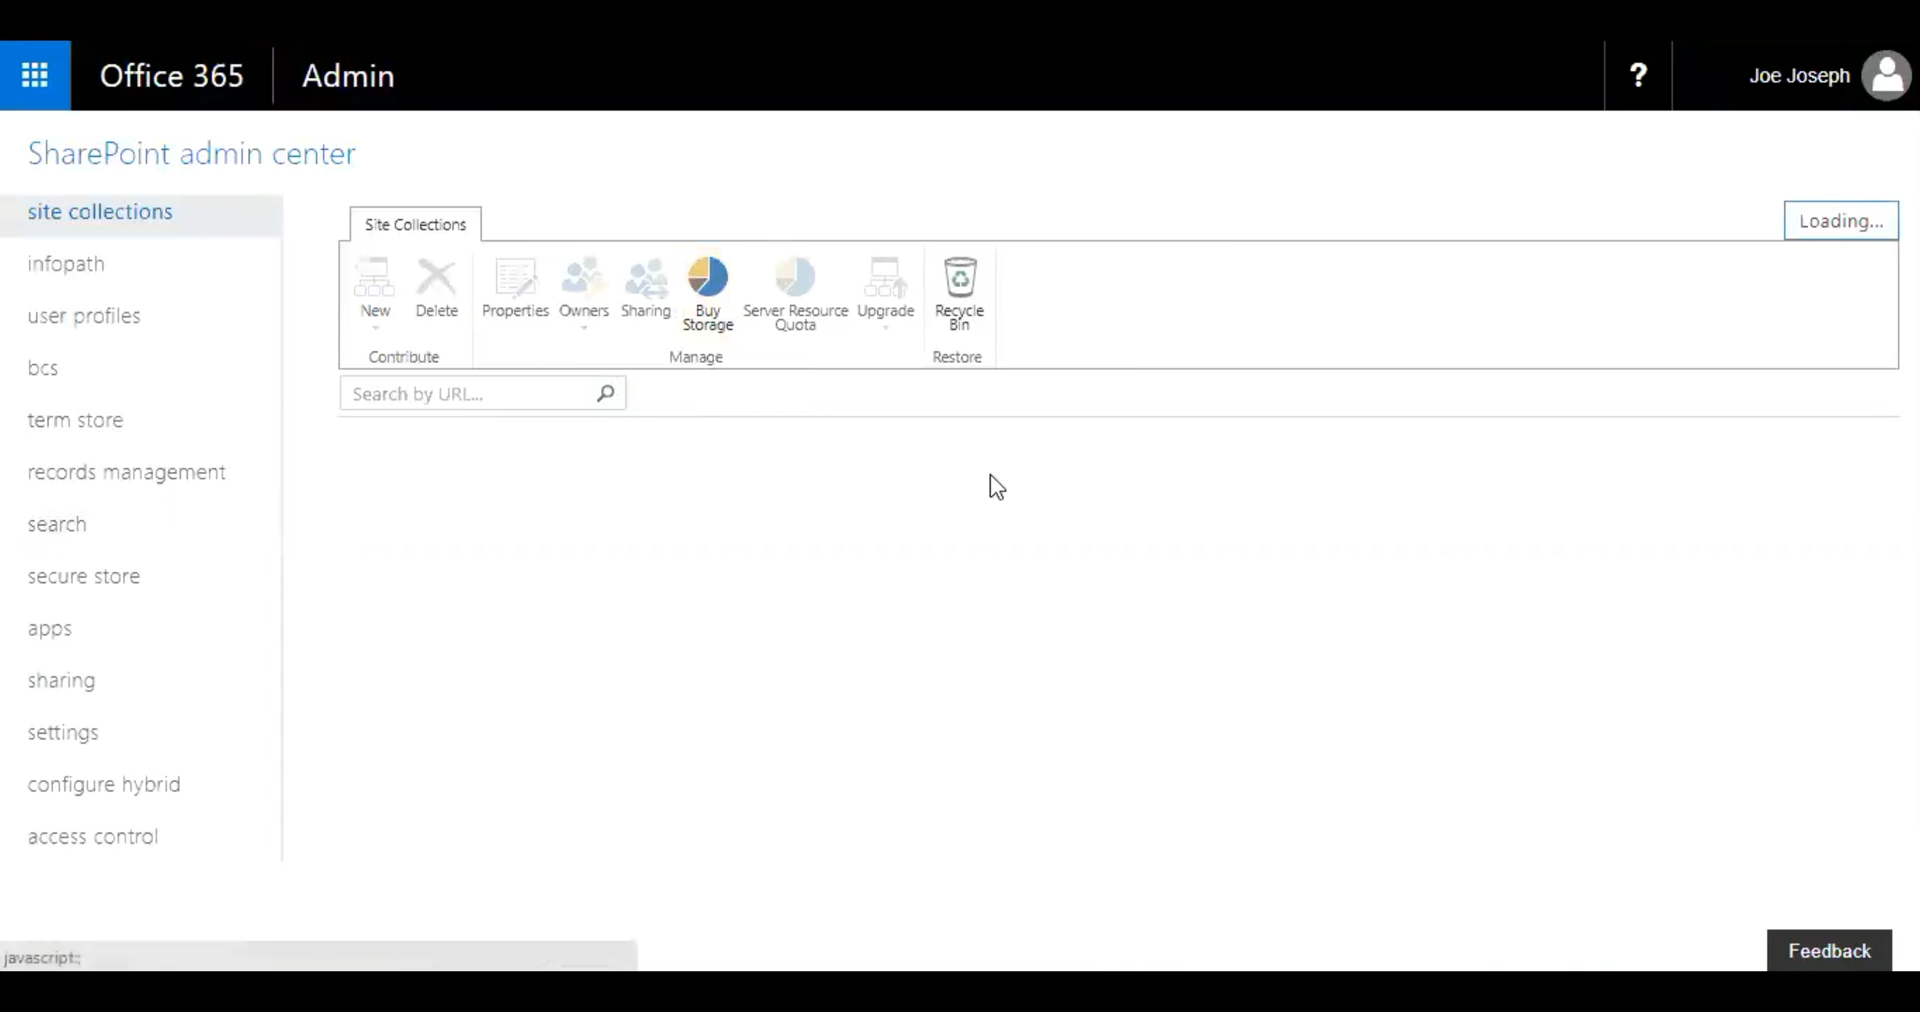 Office 365
Admin
?
Joe Joseph
SharePoint admin center
site collections
infopath
user profiles
bcs
term store
records management
search
secure store
apps
sharing
settings
configure hybrid
access control
Site Collections
Loading...
New
Delete
Properties
Owners
Sharing
Buy
Storage
Server Resource
Quota
Upgrade
Recycle
Bin
Contribute
Manage
Restore
Search by URL...
javascript:;
Feedback